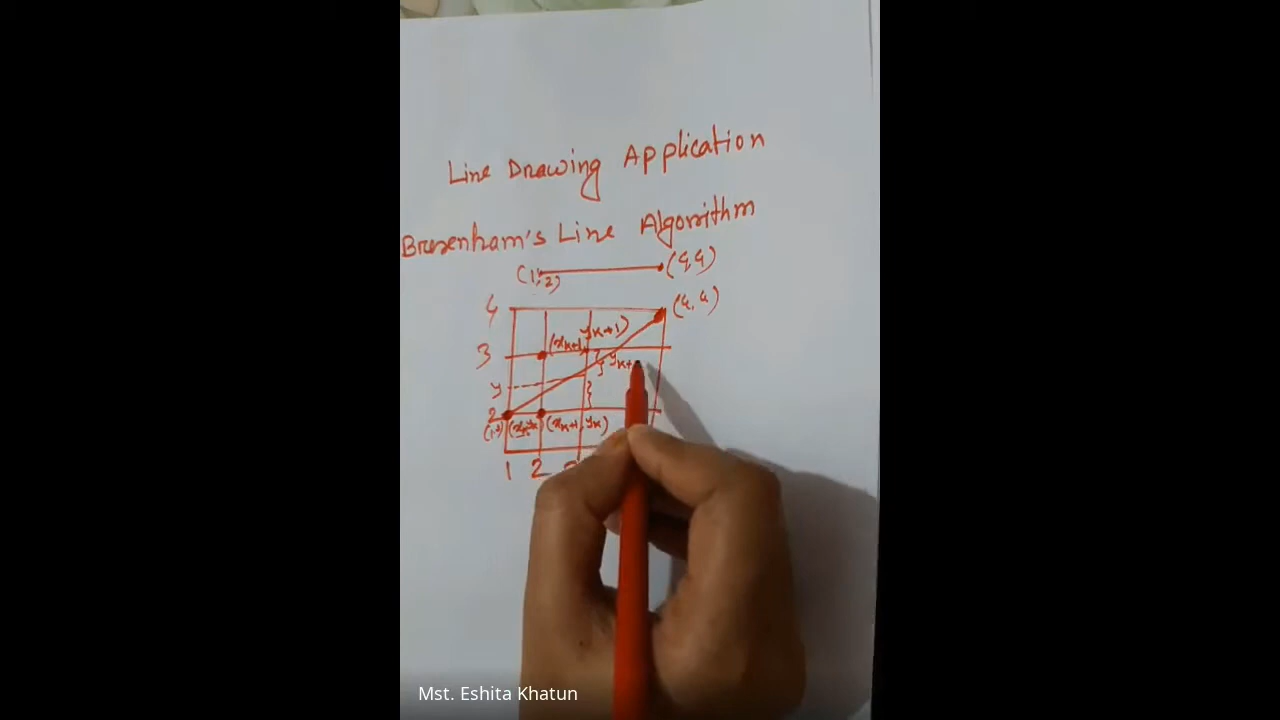 Line Drawing Application
Bresenham's Line Algorithm
(1,2) (4,4)
4 (4,4)
(xk+1, yk+1)
3 yk+
y
2
(1,2) (xk+1, yk)
1 2
Mst. Eshita Khatun